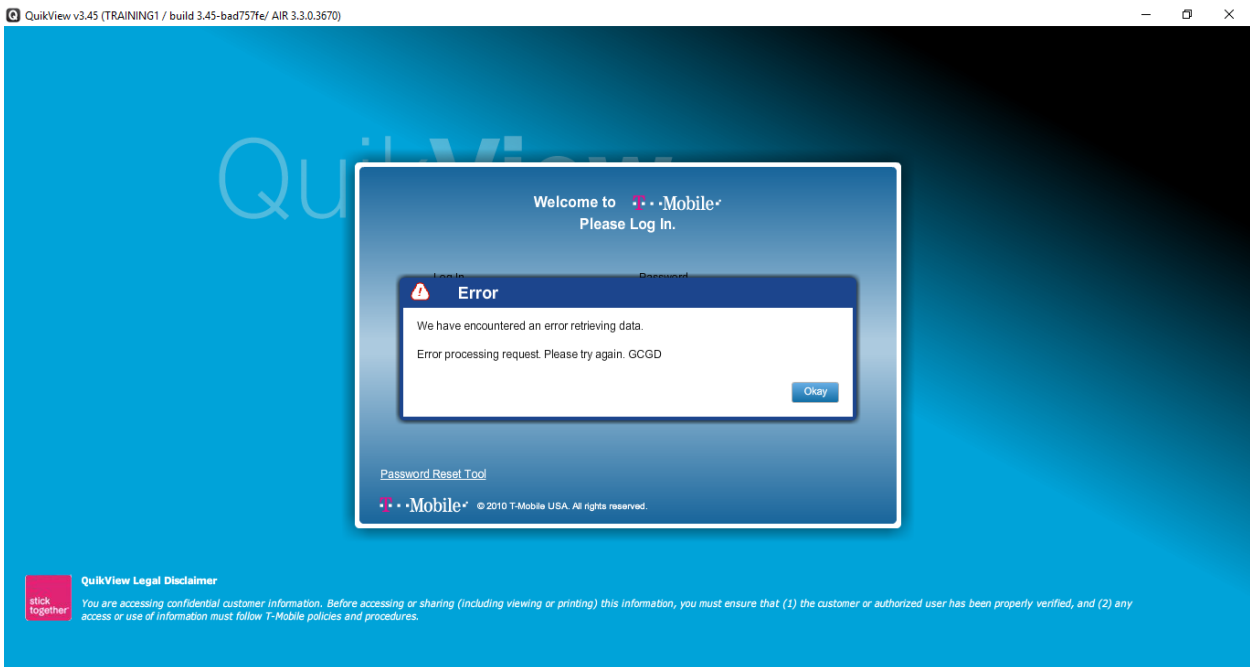 QuikView v3.45 (TRAINING1 / build 3.45-bad757fe/ AIR 3.3.0.3670)
QuikView
Welcome to T··Mobile·
Please Log In.
Log In Password
Error
We have encountered an error retrieving data.
Error processing request. Please try again. GCGD
Okay
Password Reset Tool
T··Mobile· © 2010 T-Mobile USA. All rights reserved.
QuikView Legal Disclaimer
stick
together
You are accessing confidential customer information. Before accessing or sharing (including viewing or printing) this information, you must ensure that (1) the customer or authorized user has been properly verified, and (2) any
access or use of information must follow T-Mobile policies and procedures.